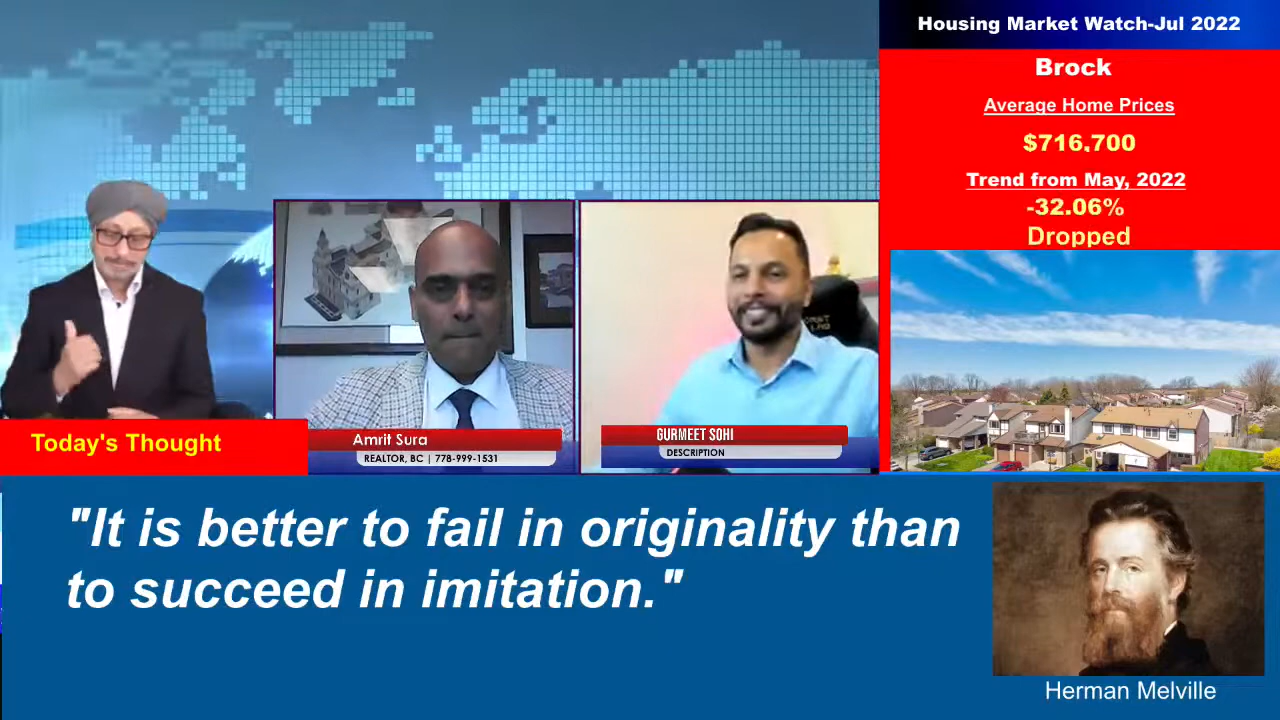 Housing Market Watch-Jul 2022
Brock
Average Home Prices
$716,700
Trend from May, 2022
-32.06%
Dropped
Amrit Sura
REALTOR, BC | 778-999-1531
GURMEET SOHI
DESCRIPTION
Today's Thought
"It is better to fail in originality than
to succeed in imitation."
Herman Melville